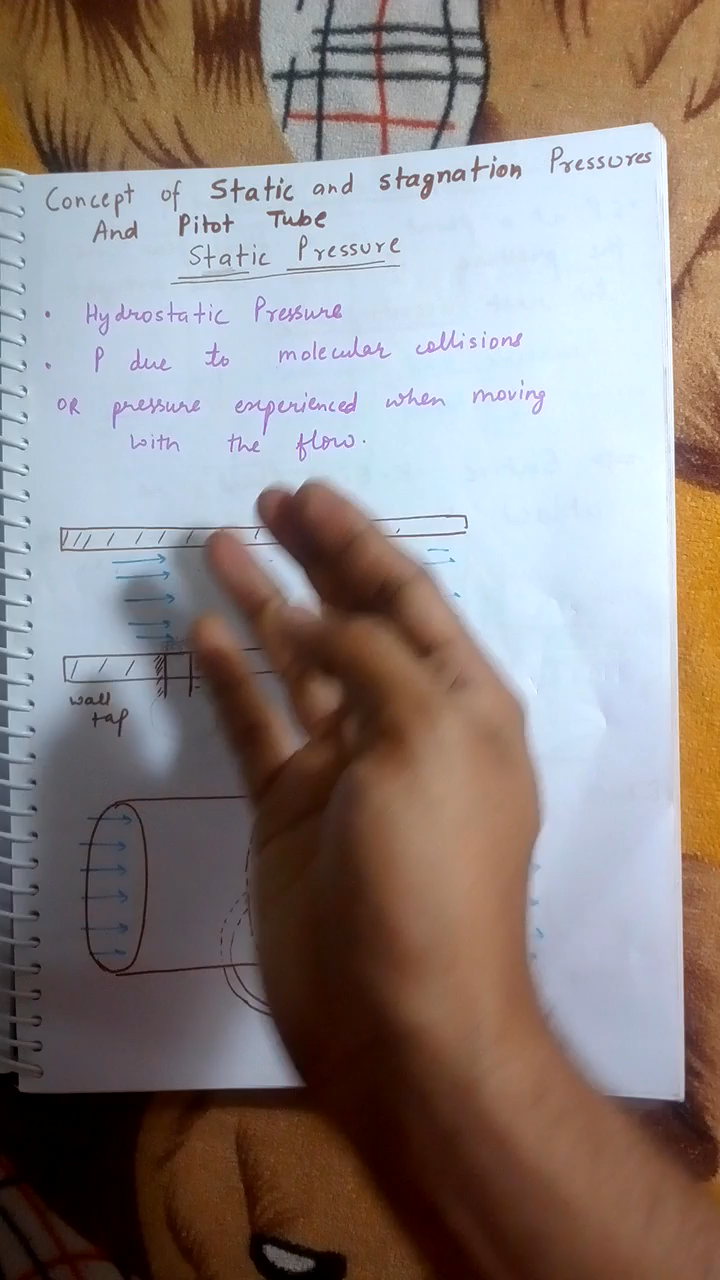 Concept of Static and stagnation Pressures
And Pitot Tube
Static Pressure
• Hydrostatic Pressure
• P due to molecular collisions
OR pressure experienced when moving
with the flow.
wall
tap